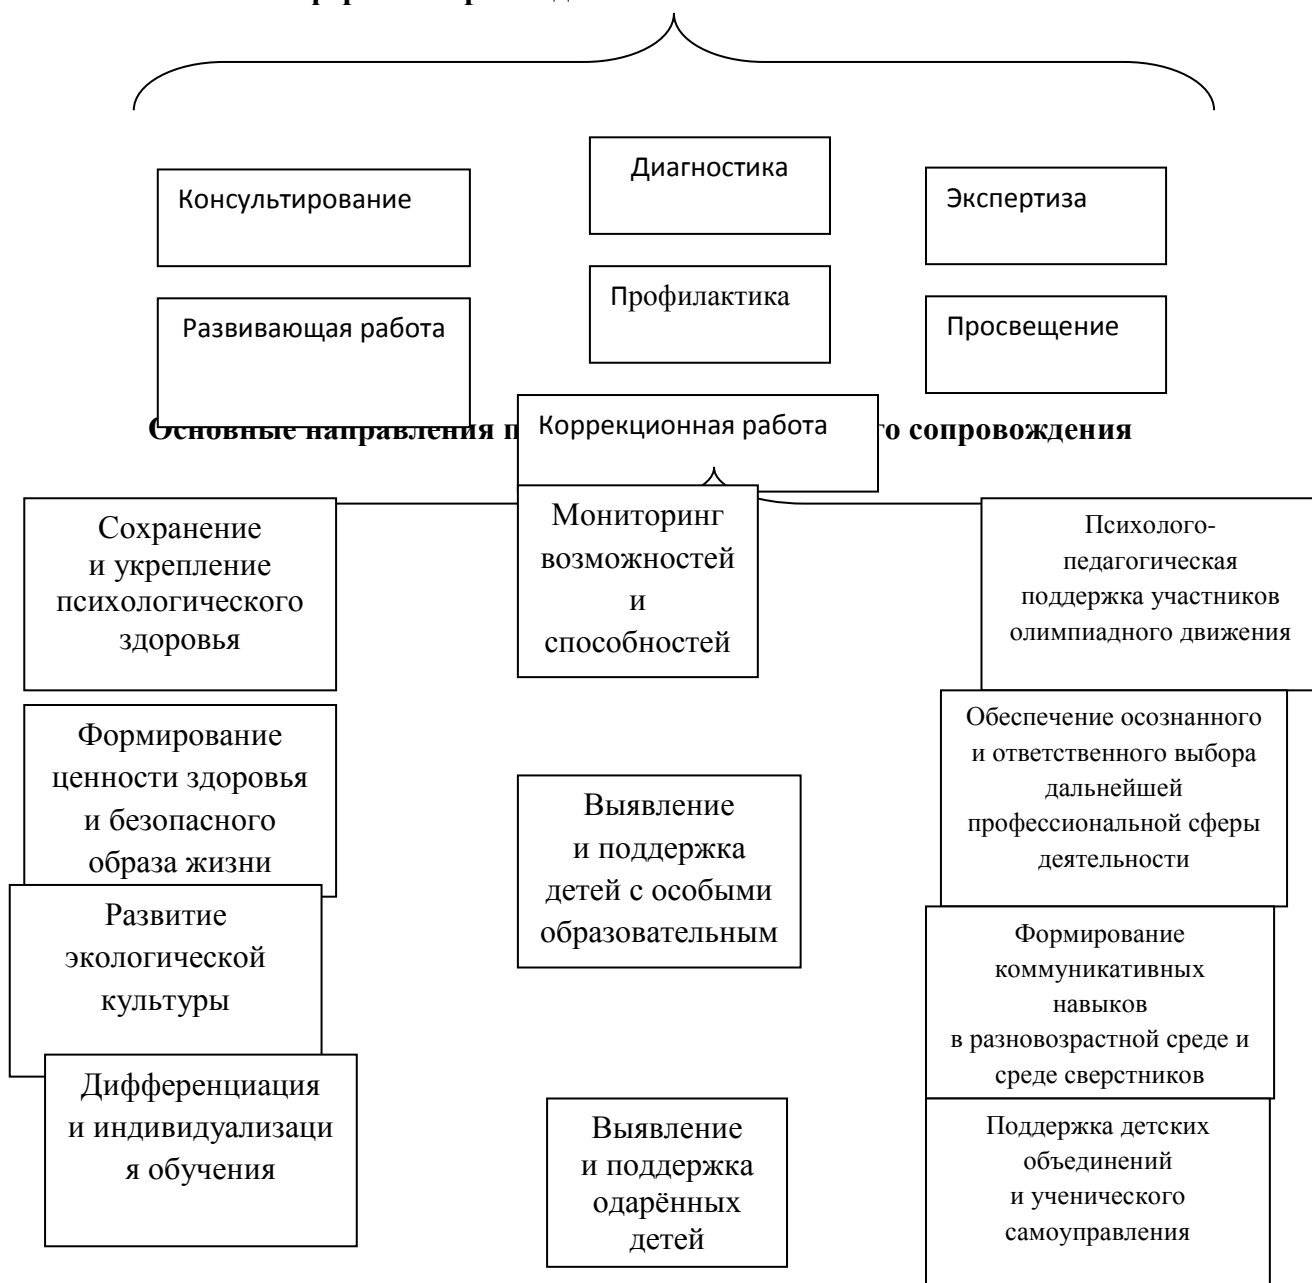 Консультирование
Диагностика
Экспертиза
Развивающая работа
Профилактика
Просвещение
Коррекционная работа
Основные направления сопровождения
Сохранение
и укрепление
психологического
здоровья
Мониторинг
возможностей
и
способностей
Психолого-
педагогическая
поддержка участников
олимпиадного движения
Формирование
ценности здоровья
и безопасного
образа жизни
Выявление
и поддержка
детей с особыми
образовательным
Обеспечение осознанного
и ответственного выбора
дальнейшей
профессиональной сферы
деятельности
Развитие
экологической
культуры
Формирование
коммуникативных
навыков
в разновозрастной среде и
среде сверстников
Дифференциация
и индивидуализаци
я обучения
Выявление
и поддержка
одарённых
детей
Поддержка детских
объединений
и ученического
самоуправления